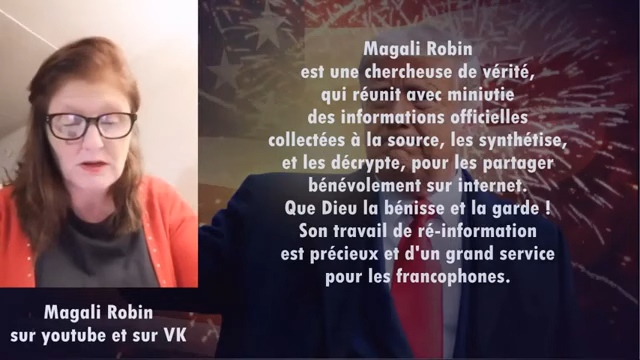 Magali Robin
est une chercheuse de vérité,
qui réunit avec miniutie
des informations officielles
collectées à la source, les synthétise,
et les décrypte, pour les partager
bénévolement sur internet.
Que Dieu la bénisse et la garde !
Son travail de ré-information
est précieux et d'un grand service
pour les francophones.
Magali Robin
sur youtube et sur VK